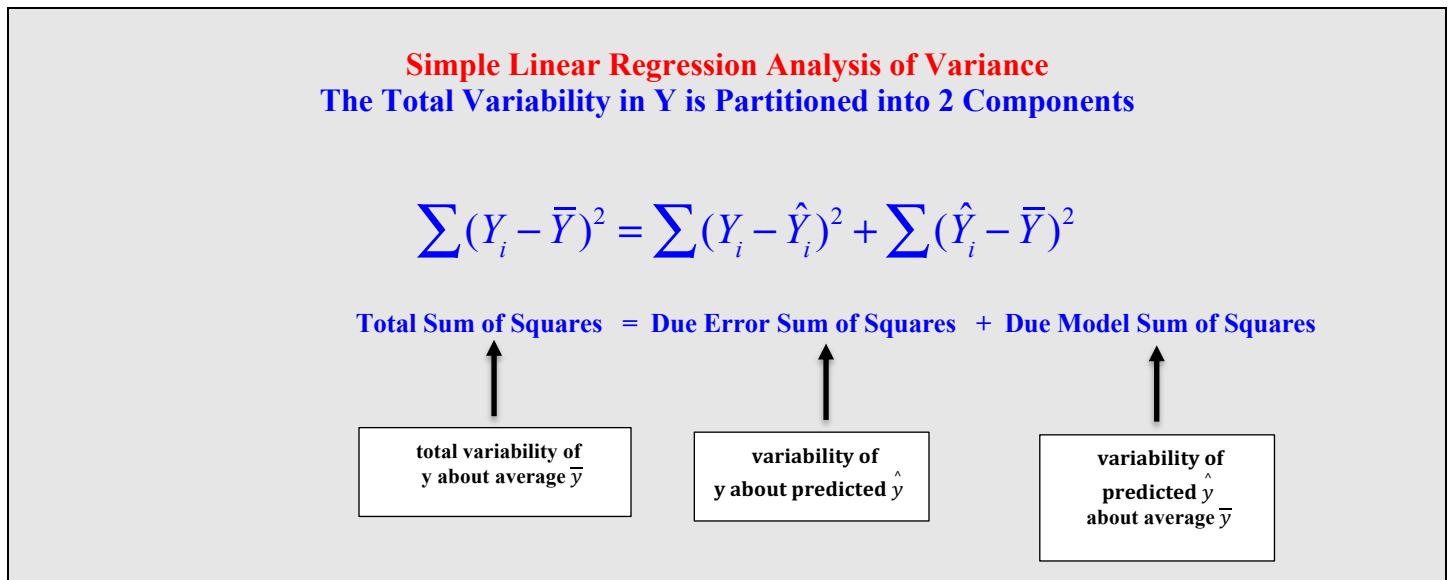 Simple Linear Regression Analysis of Variance
The Total Variability in Y is Partitioned into 2 Components
∑(Yᵢ − Ȳ)² = ∑(Yᵢ − Ŷᵢ)² + ∑(Ŷᵢ − Ȳ)²
Total Sum of Squares = Due Error Sum of Squares + Due Model Sum of Squares
total variability of
y about average ȳ
variability of
y about predicted ŷ
variability of
predicted ŷ
about average ȳ